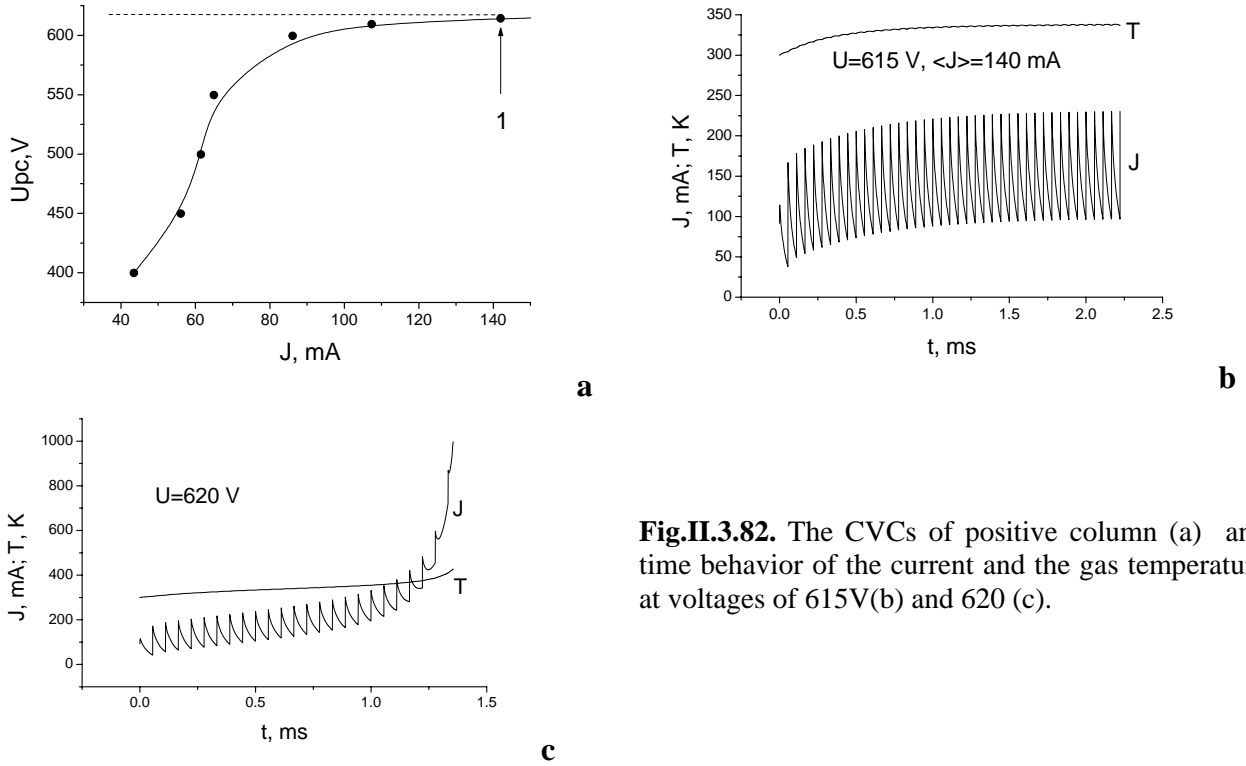 600
550
500
450
400
Upc,V
1
40
60
80
100
120
140
J, mA
a
350
300
250
200
150
100
50
0
J, mA; T, K
T
U=615 V, <J>=140 mA
J
0.0
0.5
1.0
1.5
2.0
2.5
t, ms
b
1000
800
600
400
200
0
J, mA; T, K
U=620 V
J
T
0.0
0.5
1.0
1.5
t, ms
c
Fig.II.3.82. The CVCs of positive column (a) an
time behavior of the current and the gas temperatur
at voltages of 615V(b) and 620 (c).